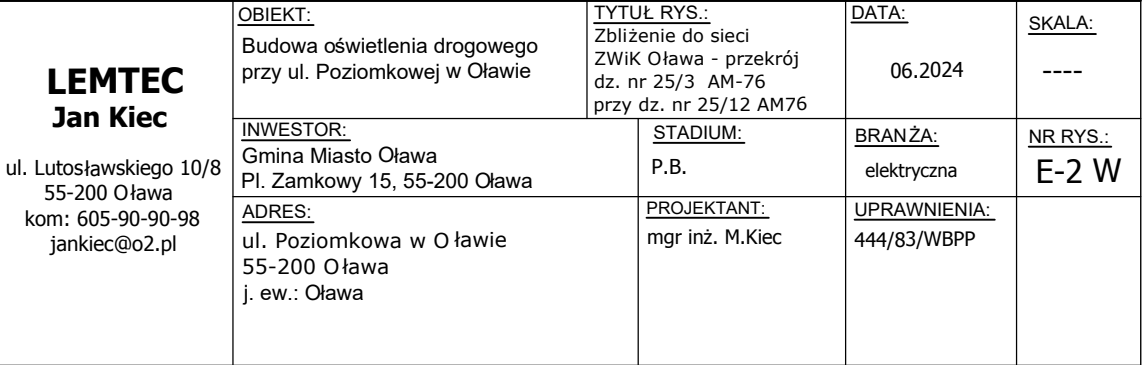 LEMTEC
Jan Kiec
ul. Lutosławskiego 10/8
55-200 Oława
kom: 605-90-90-98
jankiec@o2.pl
OBIEKT:
Budowa oświetlenia drogowego
przy ul. Poziomkowej w Oławie
TYTUŁ RYS.:
Zbliżenie do sieci
ZWiK Oława - przekrój
dz. nr 25/3 AM-76
przy dz. nr 25/12 AM76
DATA:
06.2024
SKALA:
----
INWESTOR:
Gmina Miasto Oława
Pl. Zamkowy 15, 55-200 Oława
STADIUM:
P.B.
BRANŻA:
elektryczna
NR RYS.:
E-2 W
ADRES:
ul. Poziomkowa w Oławie
55-200 Oława
j. ew.: Oława
PROJEKTANT:
mgr inż. M.Kiec
UPRAWNIENIA:
444/83/WBPP